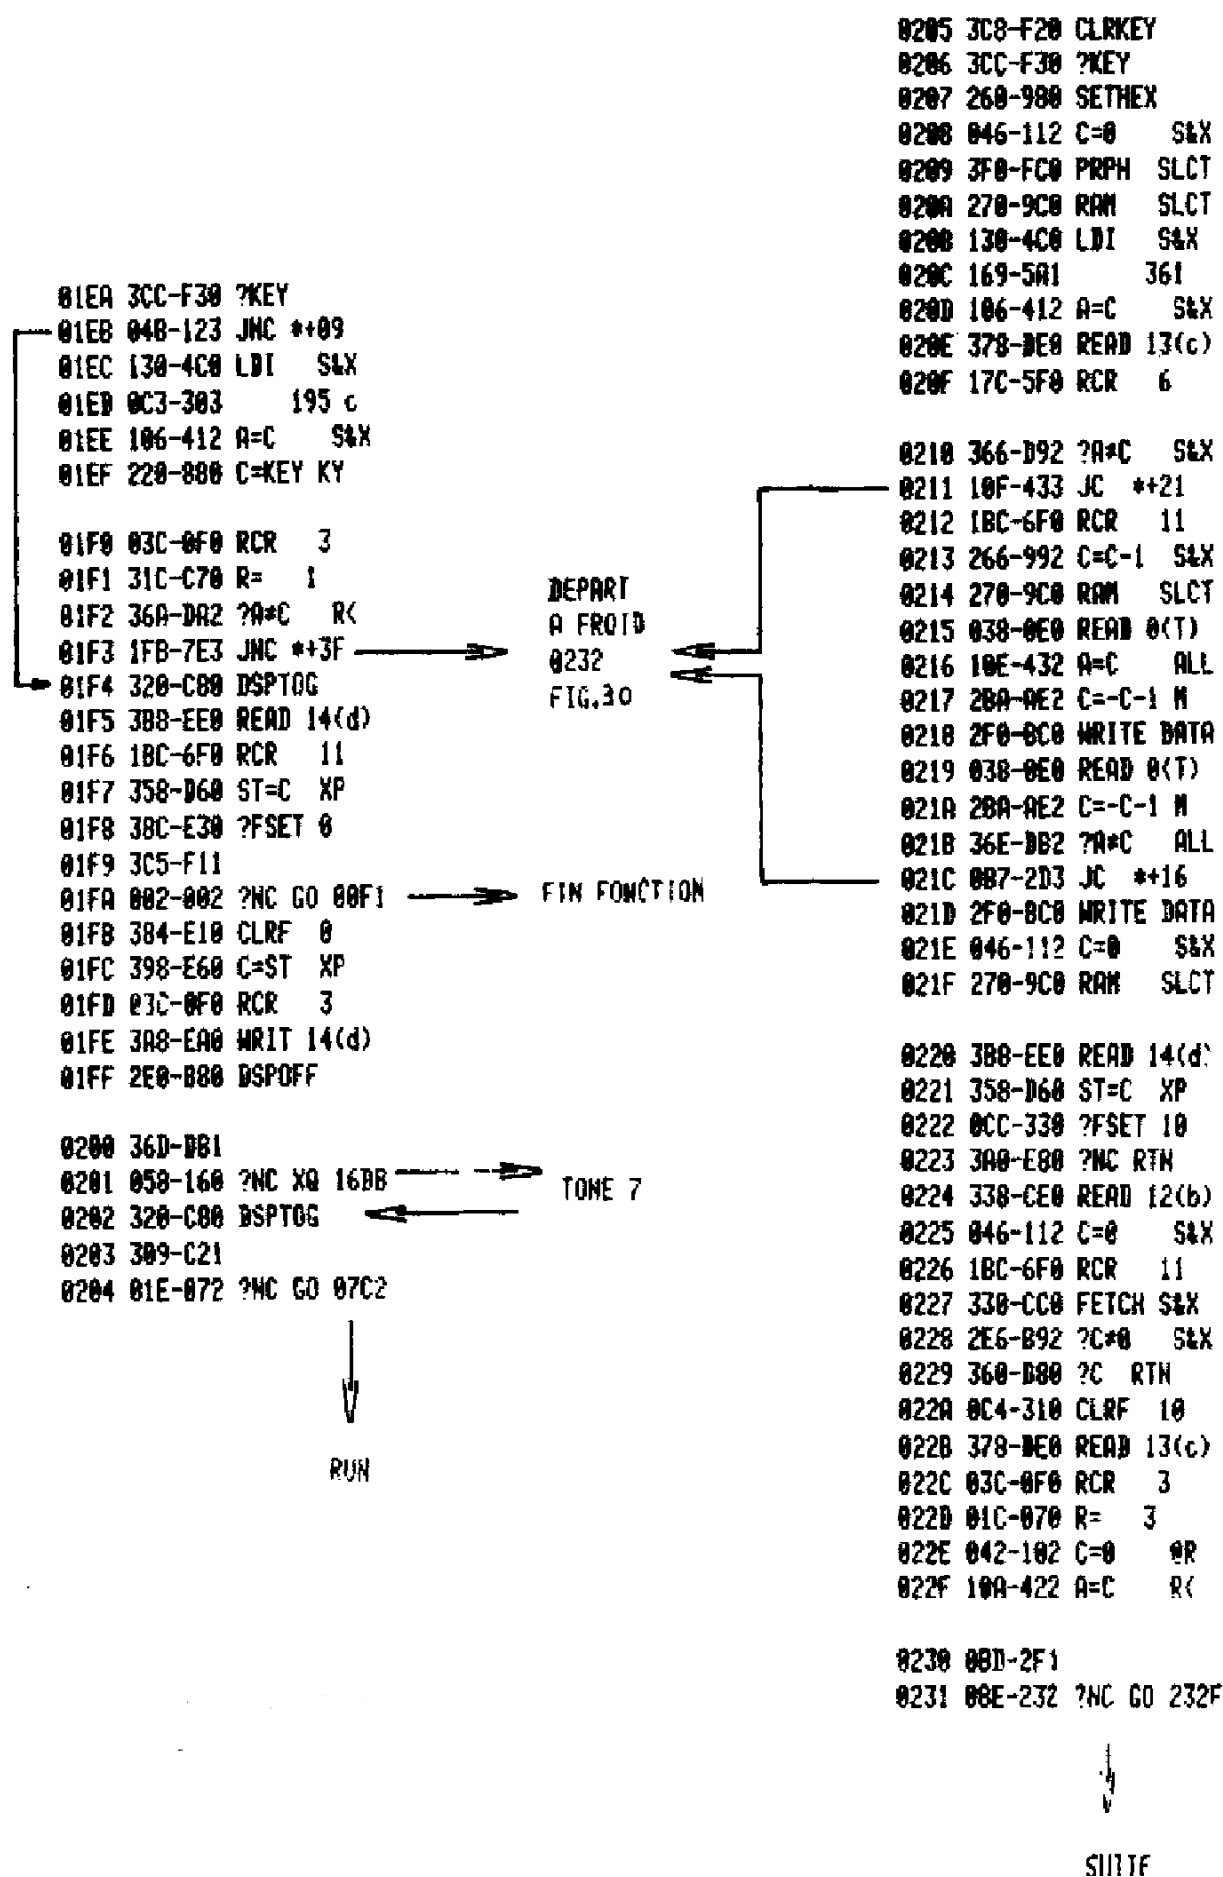 01EA 3CC-F30 ?KEY
01EB 04B-123 JNC *+09
01EC 130-4C0 LDI S&X
01ED 0C3-303 195 c
01EE 106-412 A=C S&X
01EF 220-880 C=KEY KY
01F0 03C-0F0 RCR 3
01F1 31C-C70 R= 1
01F2 36A-DA2 ?A≠C R<
01F3 1FB-7E3 JNC *+3F
01F4 320-C80 DSPTOG
01F5 3B8-EE0 READ 14(d)
01F6 1BC-6F0 RCR 11
01F7 358-D60 ST=C XP
01F8 38C-E30 ?FSET 0
01F9 3C5-F11
01FA 002-002 ?NC GO 00F1
01FB 384-E10 CLRF 0
01FC 398-E60 C=ST XP
01FD 03C-0F0 RCR 3
01FE 3A8-EA0 WRIT 14(d)
01FF 2E0-B80 DSPOFF
0200 36D-DB1
0201 058-160 ?NC XQ 16DB
0202 320-C80 DSPTOG
0203 309-C21
0204 01E-072 ?NC GO 07C2
RUN
DEPART
A FROID
0232
FIG.30
FIN FONCTION
TONE 7
0205 3C8-F20 CLRKEY
0206 3CC-F30 ?KEY
0207 260-980 SETHEX
0208 046-112 C=0 S&X
0209 3F0-FC0 PRPH SLCT
020A 270-9C0 RAM SLCT
020B 130-4C0 LDI S&X
020C 169-5A1 361
020D 106-412 A=C S&X
020E 378-DE0 READ 13(c)
020F 17C-5F0 RCR 6
0210 366-D92 ?A≠C S&X
0211 10F-433 JC *+21
0212 1BC-6F0 RCR 11
0213 266-992 C=C-1 S&X
0214 270-9C0 RAM SLCT
0215 038-0E0 READ 0(T)
0216 10E-432 A=C ALL
0217 2BA-AE2 C=-C-1 M
0218 2F0-BC0 WRITE DATA
0219 038-0E0 READ 0(T)
021A 2BA-AE2 C=-C-1 M
021B 36E-DB2 ?A≠C ALL
021C 0B7-2D3 JC *+16
021D 2F0-BC0 WRITE DATA
021E 046-112 C=0 S&X
021F 270-9C0 RAM SLCT
0220 3B8-EE0 READ 14(d)
0221 358-D60 ST=C XP
0222 0CC-330 ?FSET 10
0223 3A0-E80 ?NC RTN
0224 338-CE0 READ 12(b)
0225 046-112 C=0 S&X
0226 1BC-6F0 RCR 11
0227 330-CC0 FETCH S&X
0228 2E6-B92 ?C≠0 S&X
0229 360-D80 ?C RTN
022A 0C4-310 CLRF 10
022B 378-DE0 READ 13(c)
022C 03C-0F0 RCR 3
022D 01C-070 R= 3
022E 042-102 C=0 @R
022F 10A-422 A=C R<
0230 0BD-2F1
0231 08E-232 ?NC GO 232F
SUITE